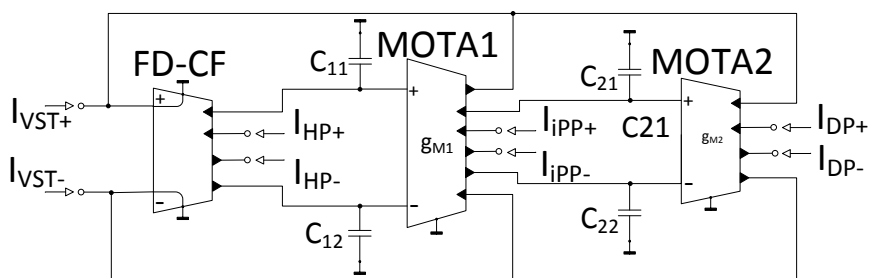 FD-CF
C11
MOTA1
C21
MOTA2
IVST+
+
IHP+
+
IiPP+
C21
+
IDP+
gM1
gM2
IVST-
IHP-
IiPP-
IDP-
-
-
-
C12
C22